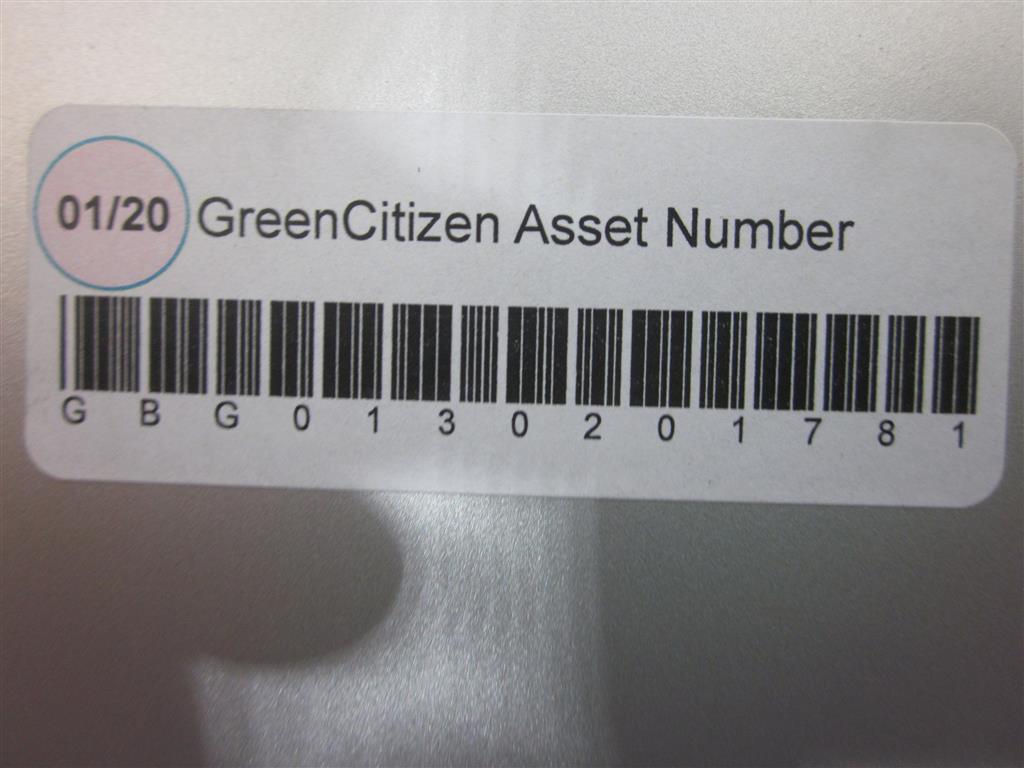 01/20 GreenCitizen Asset Number
G B G 0 1 3 0 2 0 1 7 8 1